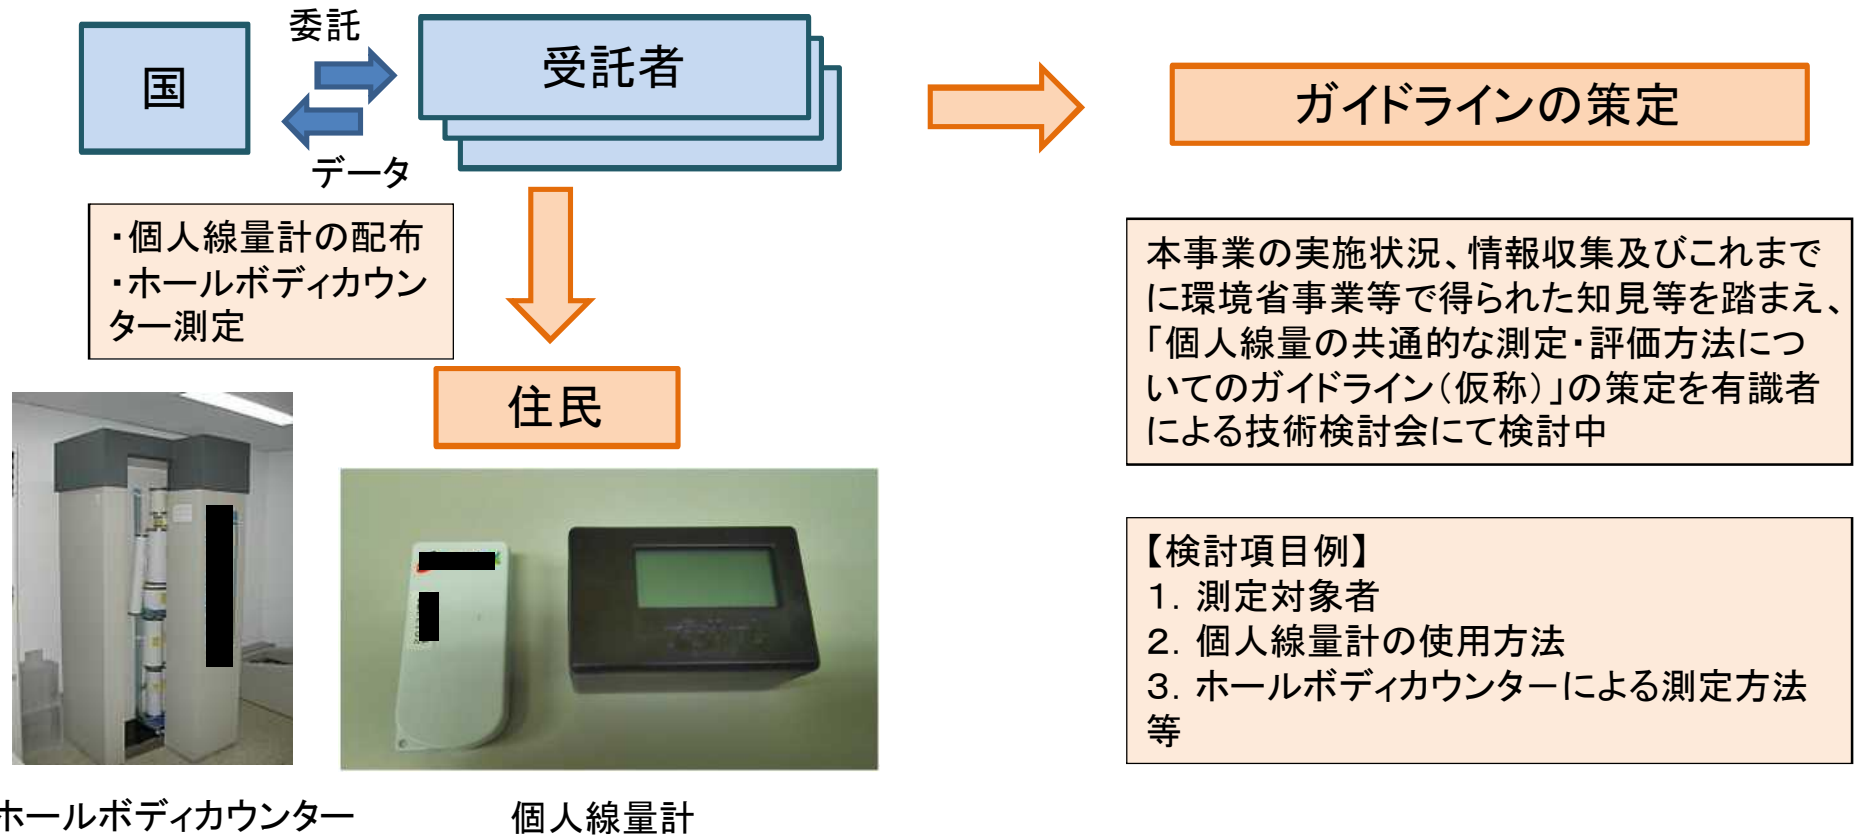 委託
国
受託者
データ
ガイドラインの策定
・個人線量計の配布
・ホールボディカウン
ター測定
住民
本事業の実施状況、情報収集及びこれまで
に環境省事業等で得られた知見等を踏まえ、
「個人線量の共通的な測定・評価方法につ
いてのガイドライン（仮称）」の策定を有識者
による技術検討会にて検討中
【検討項目例】
１．測定対象者
２．個人線量計の使用方法
３．ホールボディカウンターによる測定方法
等
ホールボディカウンター
個人線量計